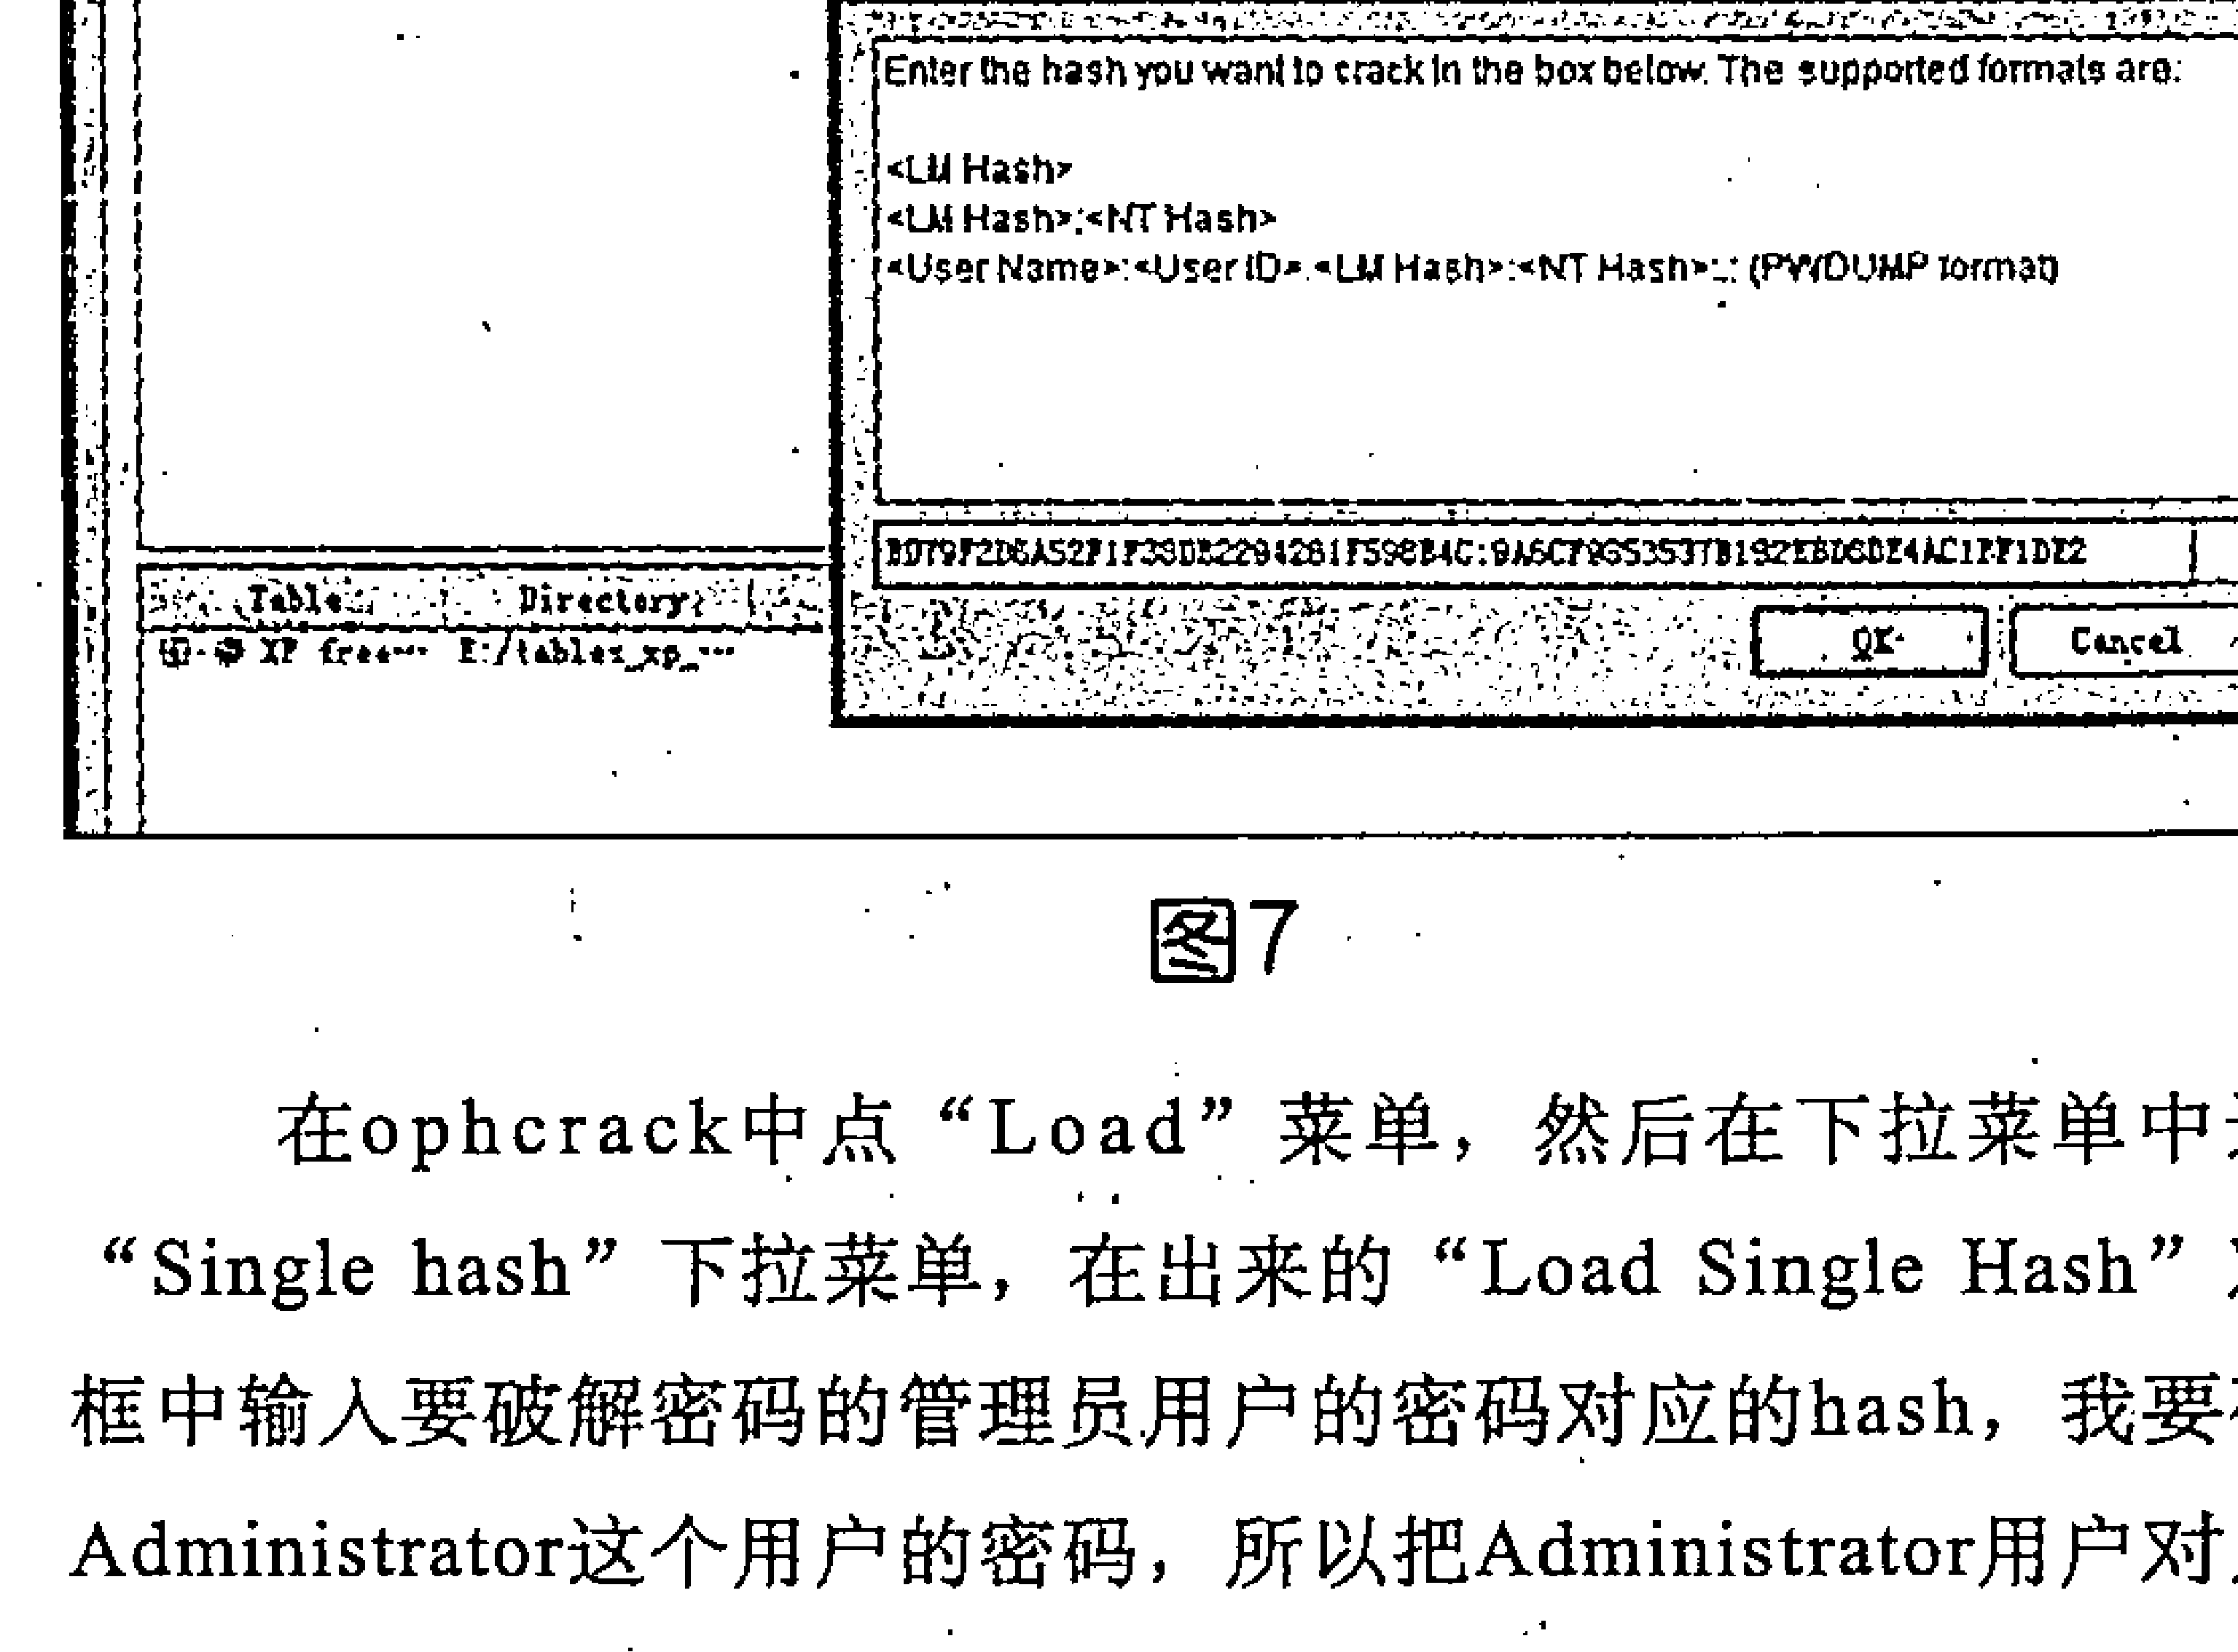 Enter the hash you want to crack in the box below. The supported formats are:
<LM Hash>
<LM Hash>:<NT Hash>
<User Name>:<User ID>:<LM Hash>:<NT Hash>::: (PWDUMP format)
OK Cancel
Table Directory
XP free... E:/tables_xp_...
图7
在ophcrack中点“Load”菜单，然后在下拉菜单中
“Single hash”下拉菜单，在出来的“Load Single Hash”
框中输入要破解密码的管理员用户的密码对应的hash，我要
Administrator这个用户的密码，所以把Administrator用户对